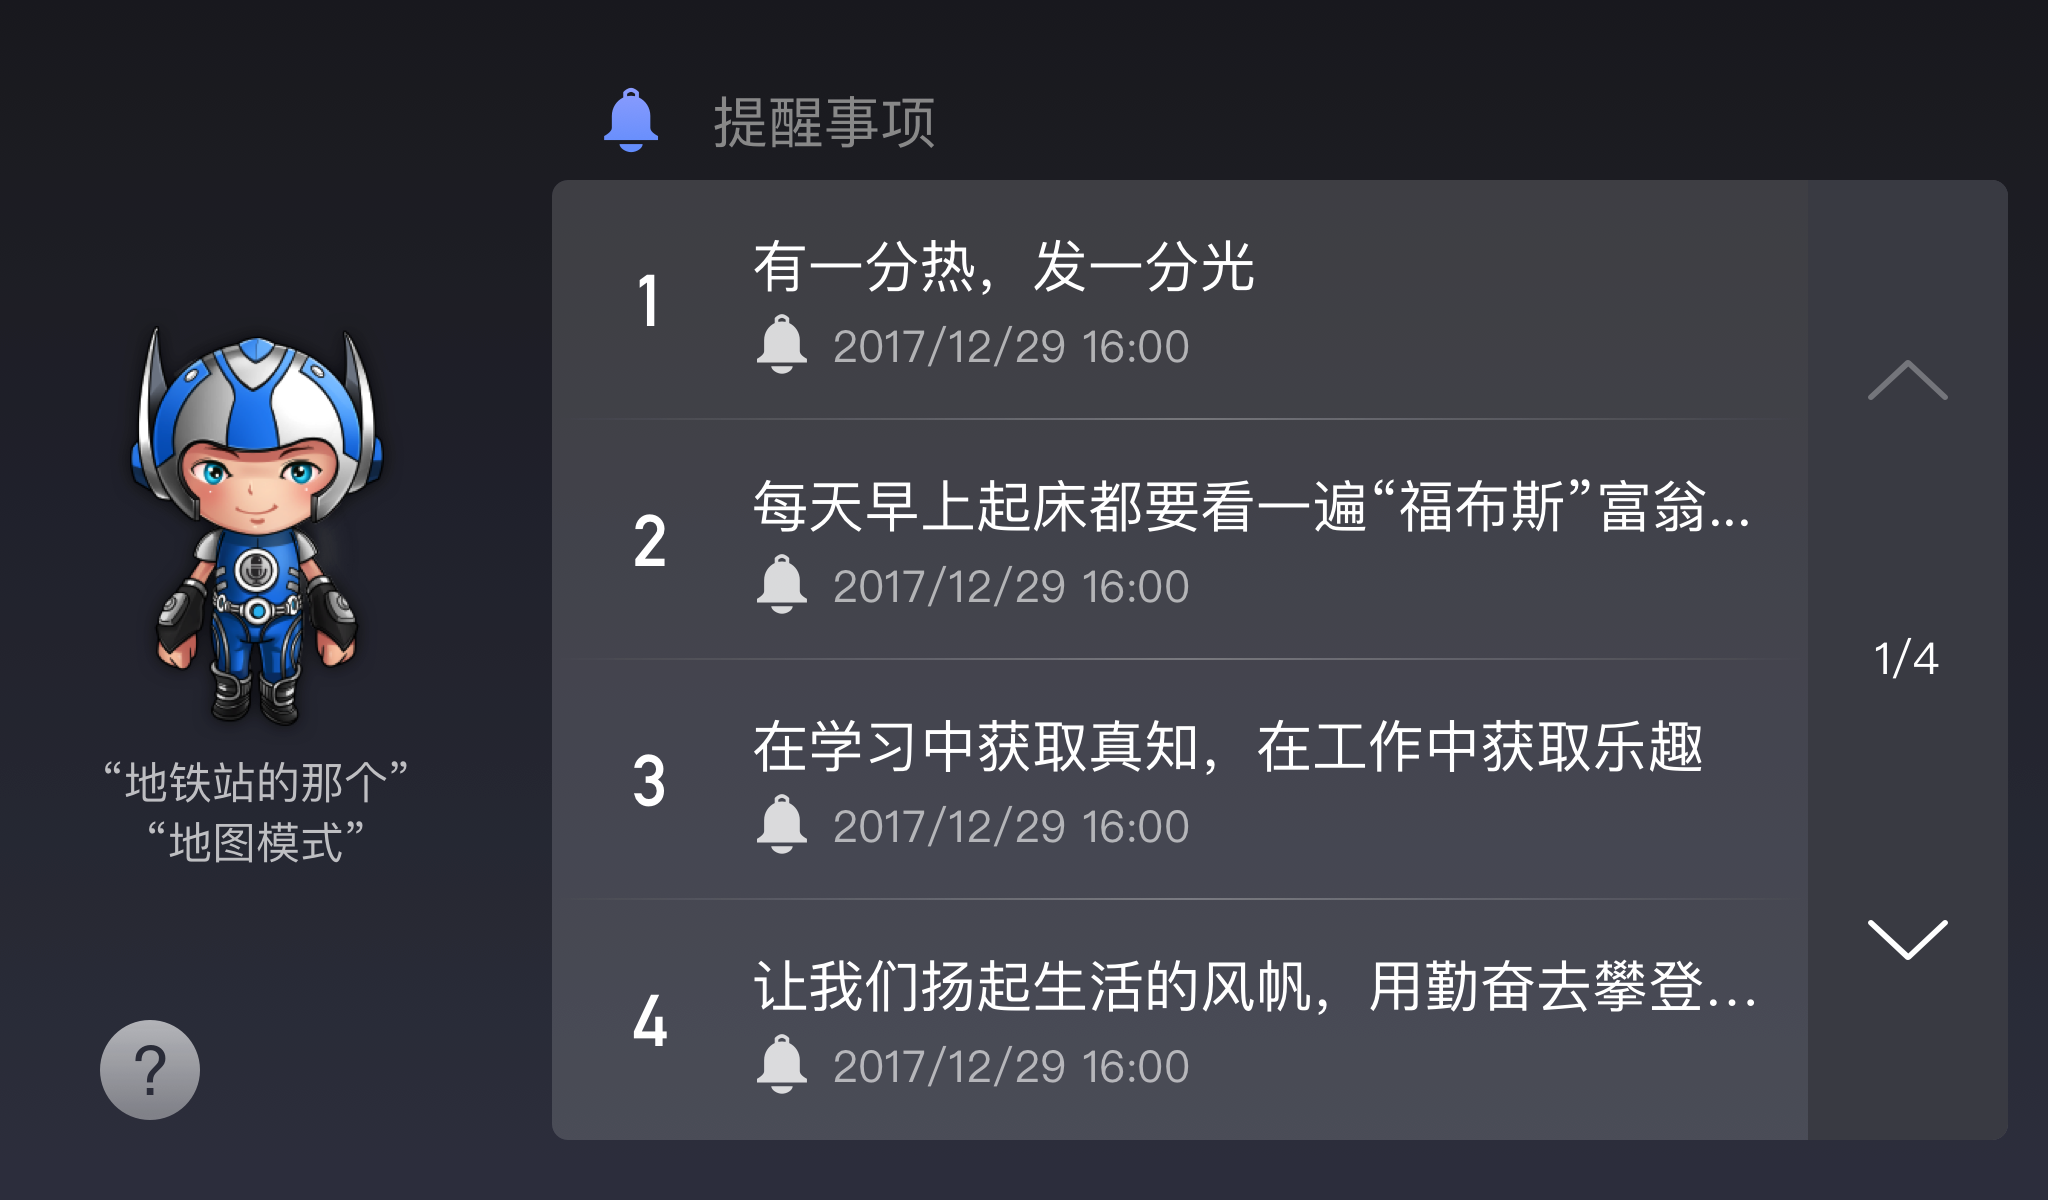 提醒事项
1
有一分热，发一分光
2017/12/29 16:00
2
每天早上起床都要看一遍“福布斯”富翁...
2017/12/29 16:00
3
在学习中获取真知，在工作中获取乐趣
2017/12/29 16:00
4
让我们扬起生活的风帆，用勤奋去攀登...
2017/12/29 16:00
1/4
“地铁站的那个”
“地图模式”
?